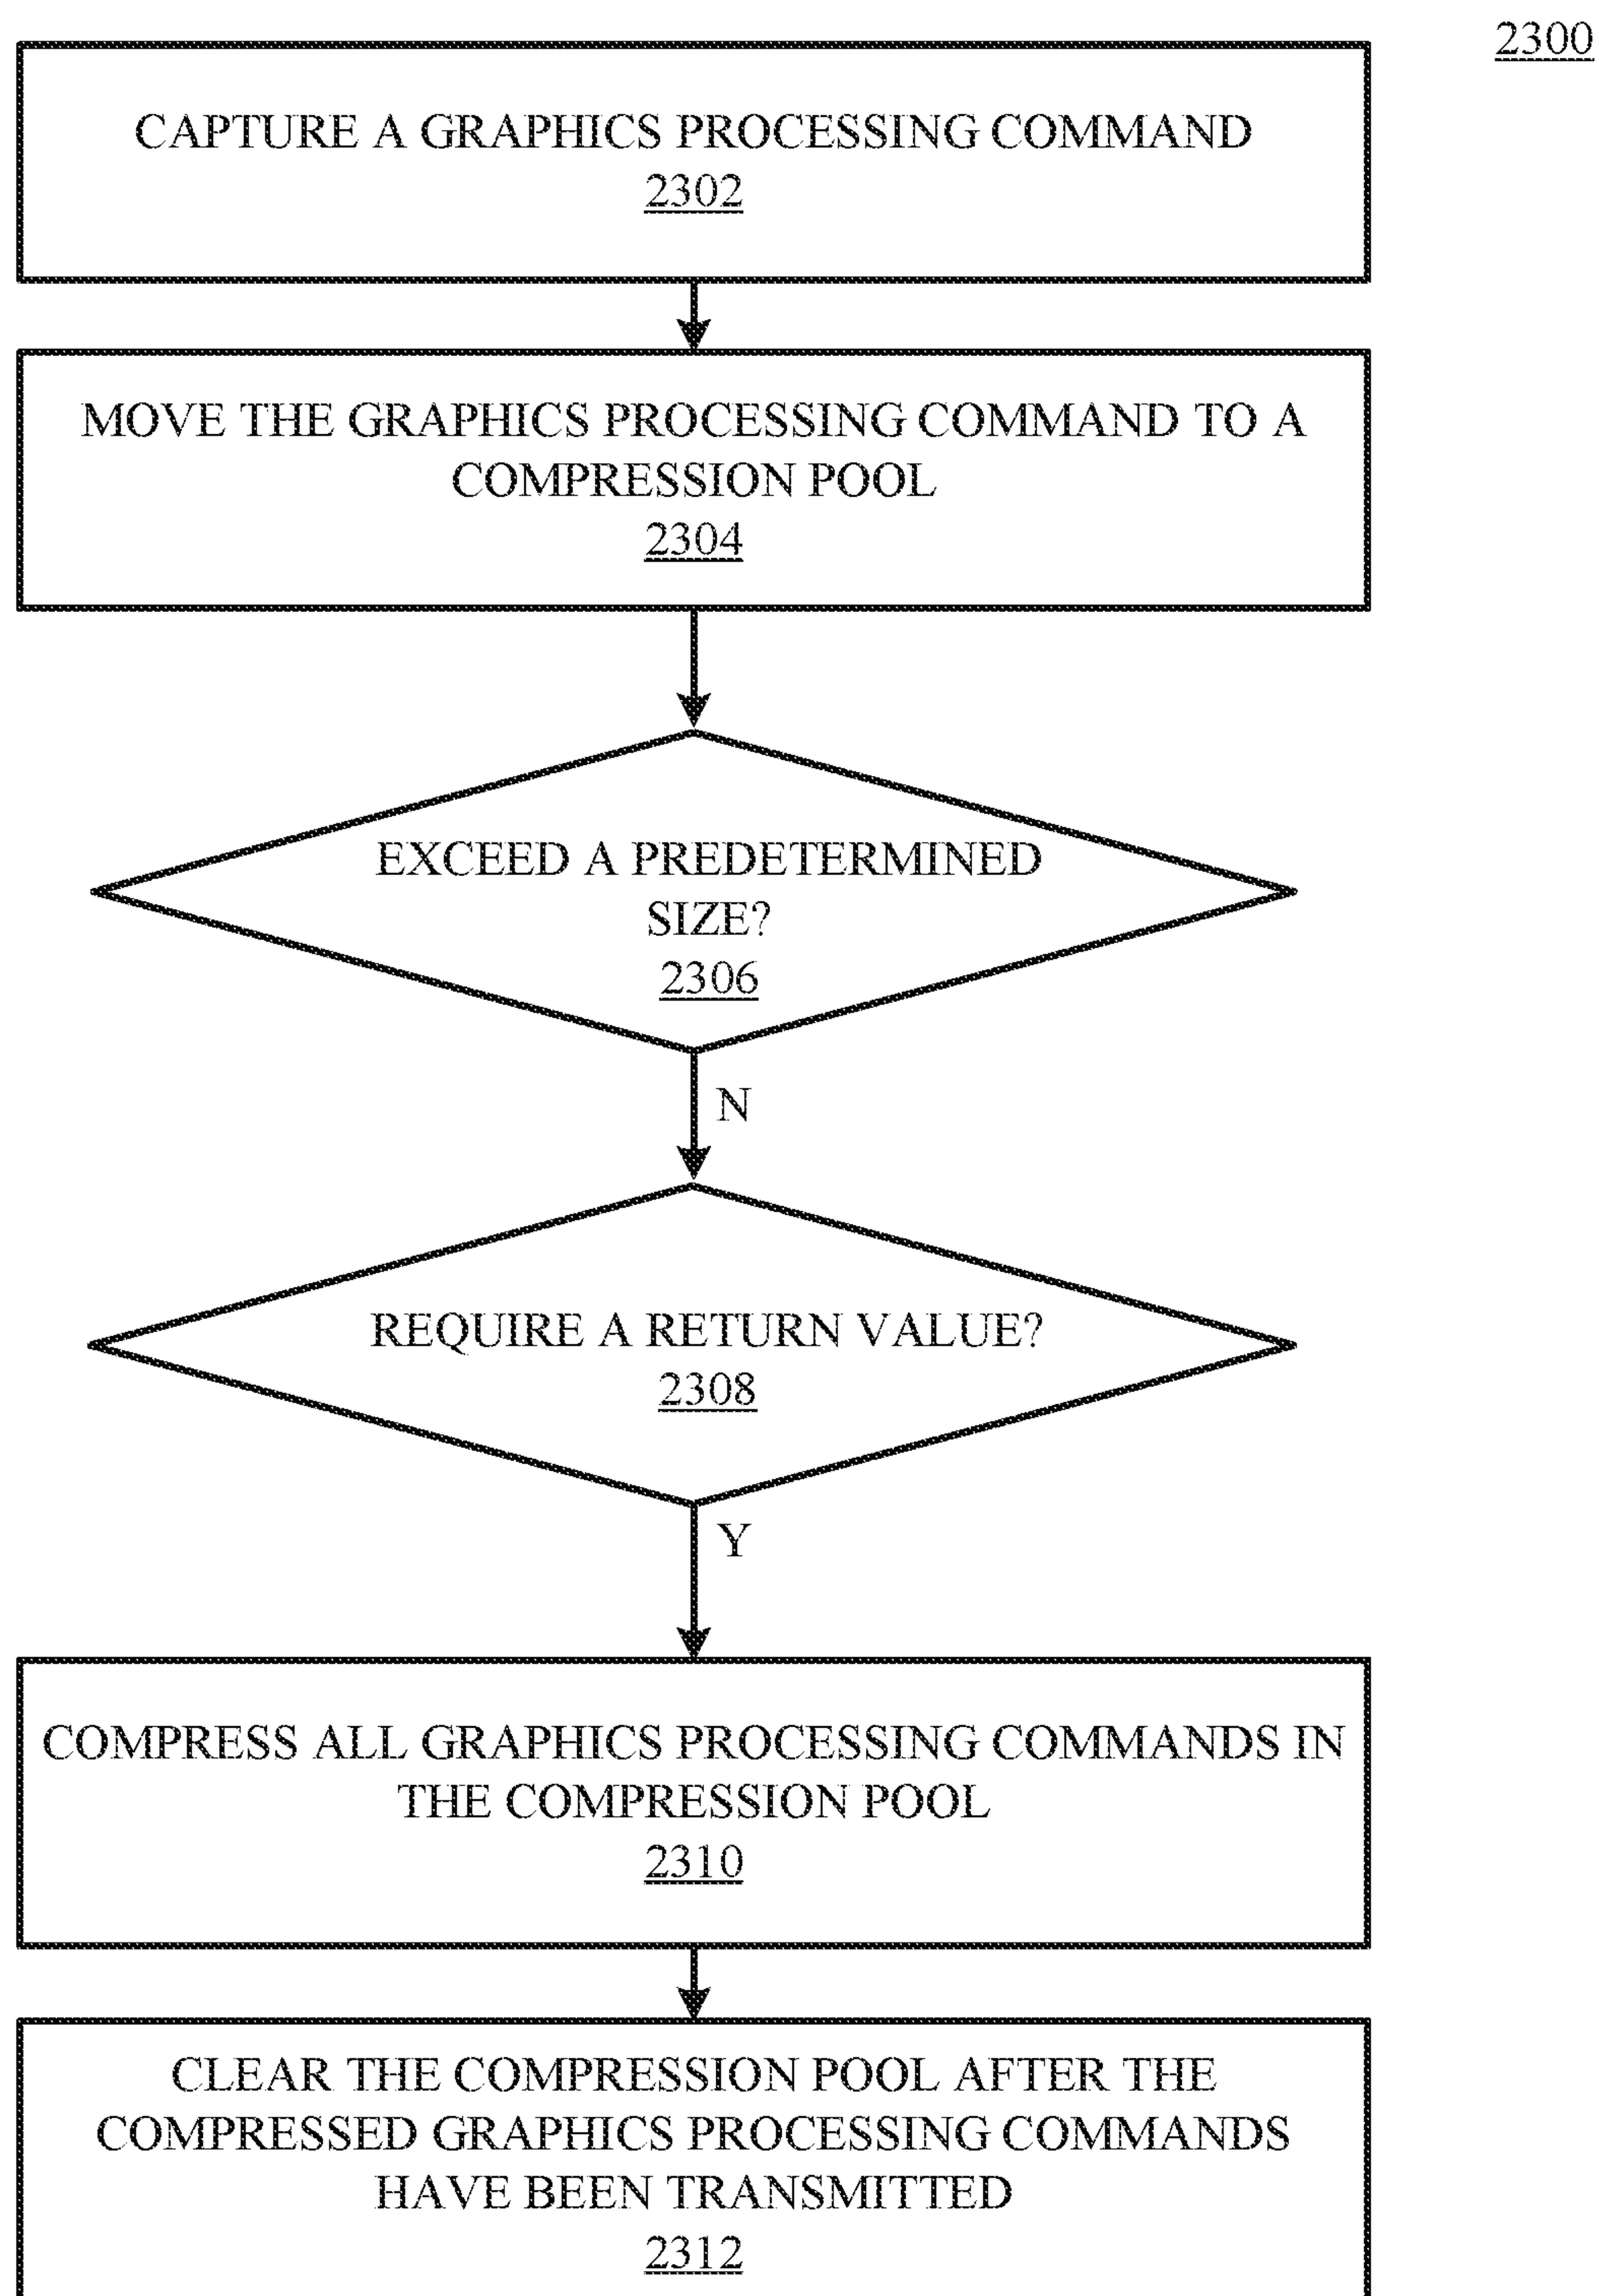 2300
CAPTURE A GRAPHICS PROCESSING COMMAND
2302
MOVE THE GRAPHICS PROCESSING COMMAND TO A
COMPRESSION POOL
2304
EXCEED A PREDETERMINED
SIZE?
2306
N
REQUIRE A RETURN VALUE?
2308
Y
COMPRESS ALL GRAPHICS PROCESSING COMMANDS IN
THE COMPRESSION POOL
2310
CLEAR THE COMPRESSION POOL AFTER THE
COMPRESSED GRAPHICS PROCESSING COMMANDS
HAVE BEEN TRANSMITTED
2312